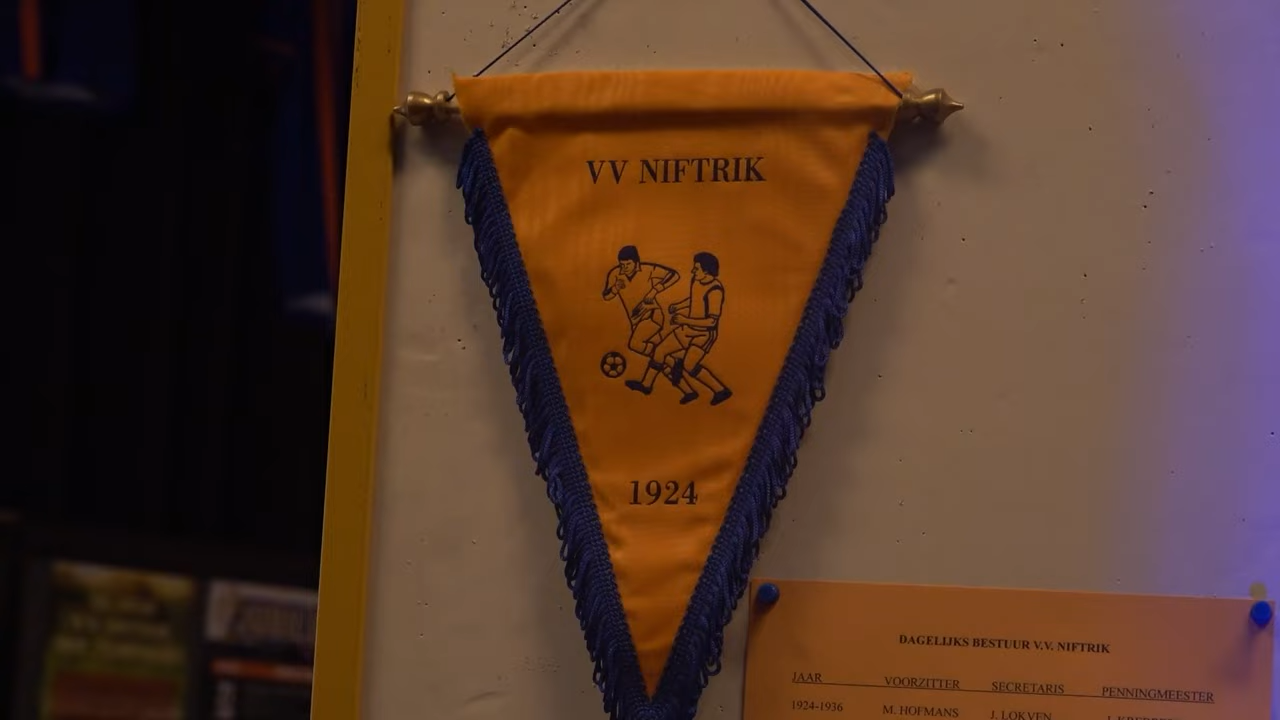 VV NIFTRIK
1924
DAGELIJKS BESTUUR V.V. NIFTRIK
JAAR VOORZITTER SECRETARIS PENNINGMEESTER
1924-1936 M. HOFMANS J. LOKVEN